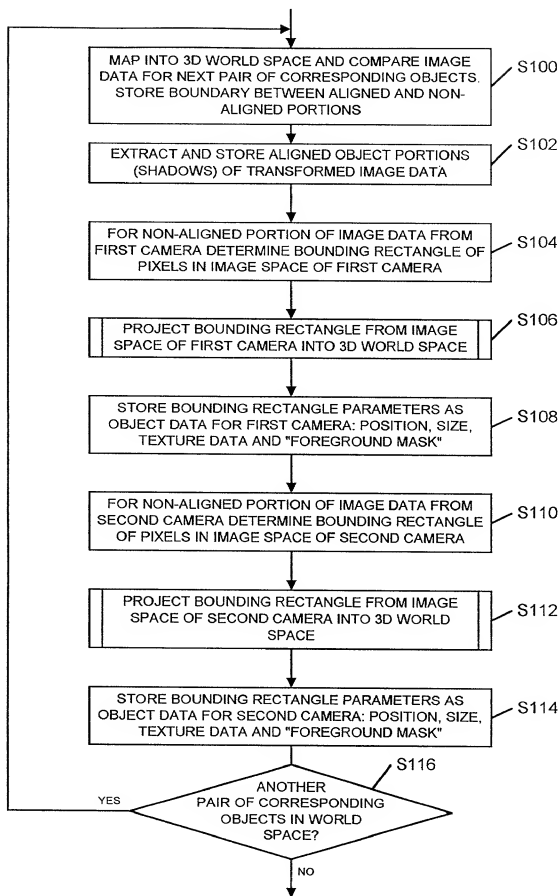 MAP INTO 3D WORLD SPACE AND COMPARE IMAGE
DATA FOR NEXT PAIR OF CORRESPONDING OBJECTS.
STORE BOUNDARY BETWEEN ALIGNED AND NON-
ALIGNED PORTIONS
S100
EXTRACT AND STORE ALIGNED OBJECT PORTIONS
(SHADOWS) OF TRANSFORMED IMAGE DATA
S102
FOR NON-ALIGNED PORTION OF IMAGE DATA FROM
FIRST CAMERA DETERMINE BOUNDING RECTANGLE OF
PIXELS IN IMAGE SPACE OF FIRST CAMERA
S104
PROJECT BOUNDING RECTANGLE FROM IMAGE
SPACE OF FIRST CAMERA INTO 3D WORLD SPACE
S106
STORE BOUNDING RECTANGLE PARAMETERS AS
OBJECT DATA FOR FIRST CAMERA: POSITION, SIZE,
TEXTURE DATA AND "FOREGROUND MASK"
S108
FOR NON-ALIGNED PORTION OF IMAGE DATA FROM
SECOND CAMERA DETERMINE BOUNDING RECTANGLE
OF PIXELS IN IMAGE SPACE OF SECOND CAMERA
S110
PROJECT BOUNDING RECTANGLE FROM IMAGE
SPACE OF SECOND CAMERA INTO 3D WORLD
SPACE
S112
STORE BOUNDING RECTANGLE PARAMETERS AS
OBJECT DATA FOR SECOND CAMERA: POSITION, SIZE,
TEXTURE DATA AND "FOREGROUND MASK"
S114
S116
ANOTHER
PAIR OF CORRESPONDING
OBJECTS IN WORLD
SPACE?
YES
NO